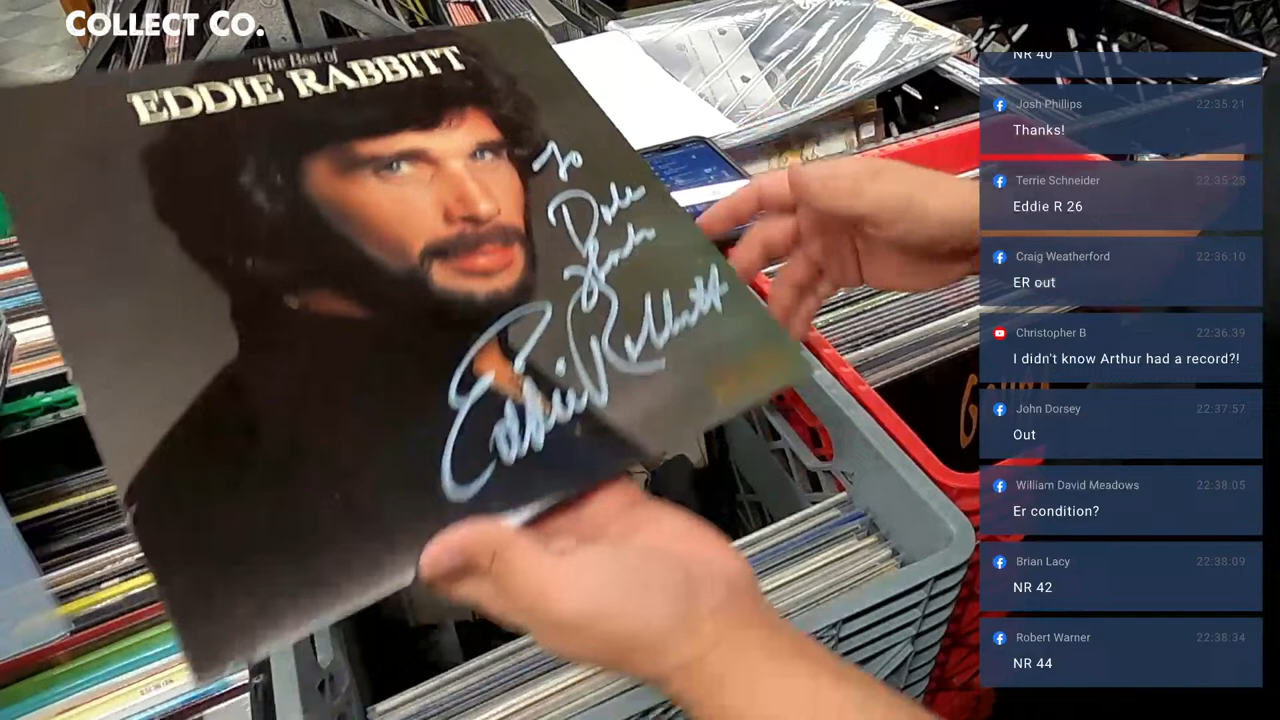 COLLECT CO.
The Best of
EDDIE RABBITT
To
Dale
Eddie Rabbitt
NR 40
Josh Phillips 22:35:21
Thanks!
Terrie Schneider 22:35:25
Eddie R 26
Craig Weatherford 22:36:10
ER out
Christopher B 22:36:39
I didn't know Arthur had a record?!
John Dorsey 22:37:57
Out
William David Meadows 22:38:05
Er condition?
Brian Lacy 22:38:09
NR 42
Robert Warner 22:38:34
NR 44